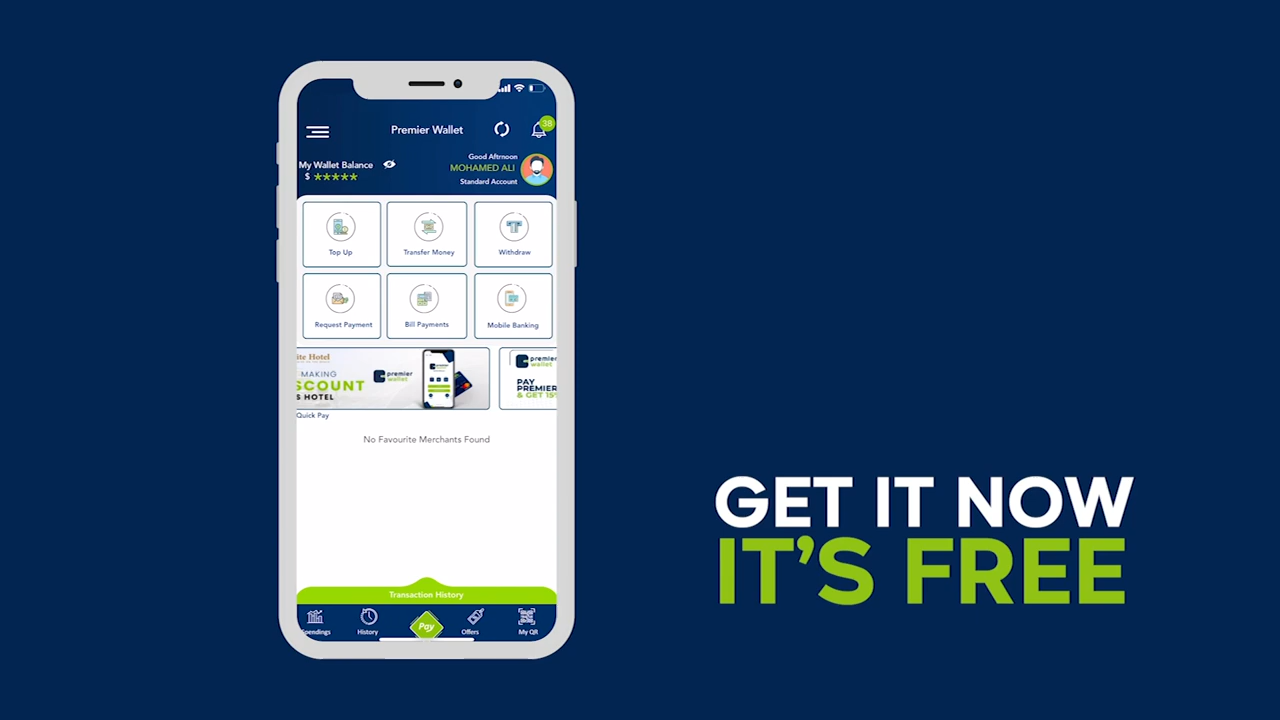 Premier Wallet
38
My Wallet Balance
$ ★★★★★
Good Aftrnoon
MOHAMED ALI
Standard Account
Top Up
Transfer Money
Withdraw
Request Payment
Bill Payments
Mobile Banking
ite Hotel
MAKING
SCOUNT
S HOTEL
premier
wallet
premier
wallet
PAY
PREMIER
& GET 15
Quick Pay
No Favourite Merchants Found
Transaction History
Spendings
History
Pay
Offers
My QR
GET IT NOW
IT'S FREE